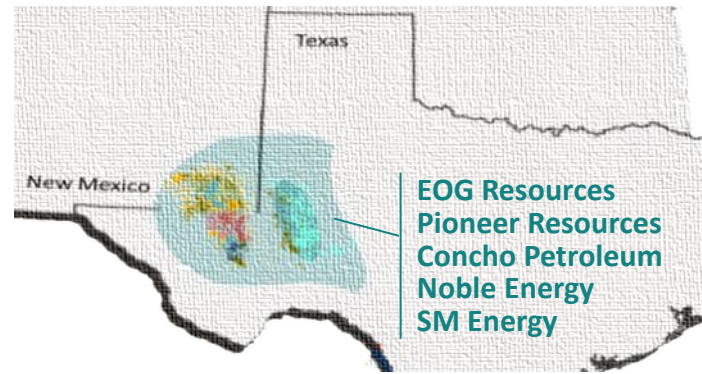 Texas
New Mexico
EOG Resources
Pioneer Resources
Concho Petroleum
Noble Energy
SM Energy